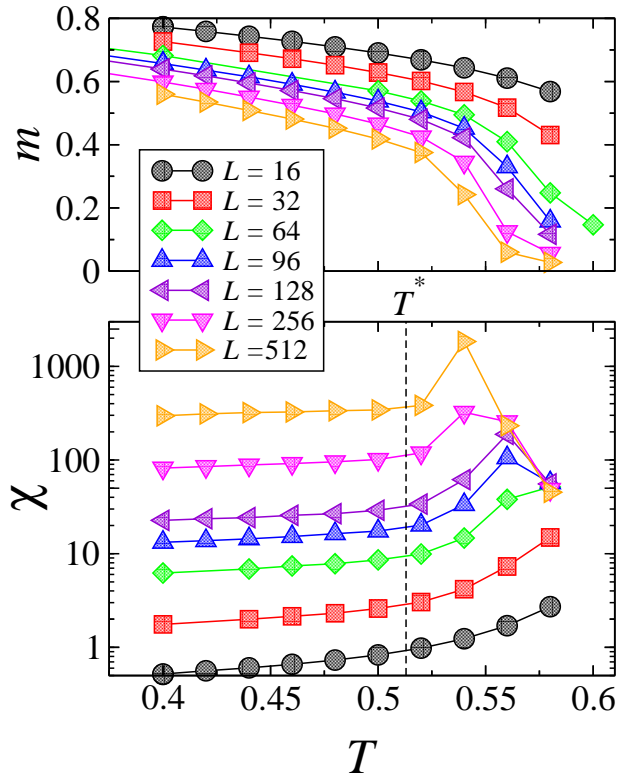 0.8
0.6
0.4
0.2
0
m
L = 16
L = 32
L = 64
L = 96
L = 128
L = 256
L =512
T*
1000
100
10
1
χ
0.4 0.45 0.5 0.55 0.6
T